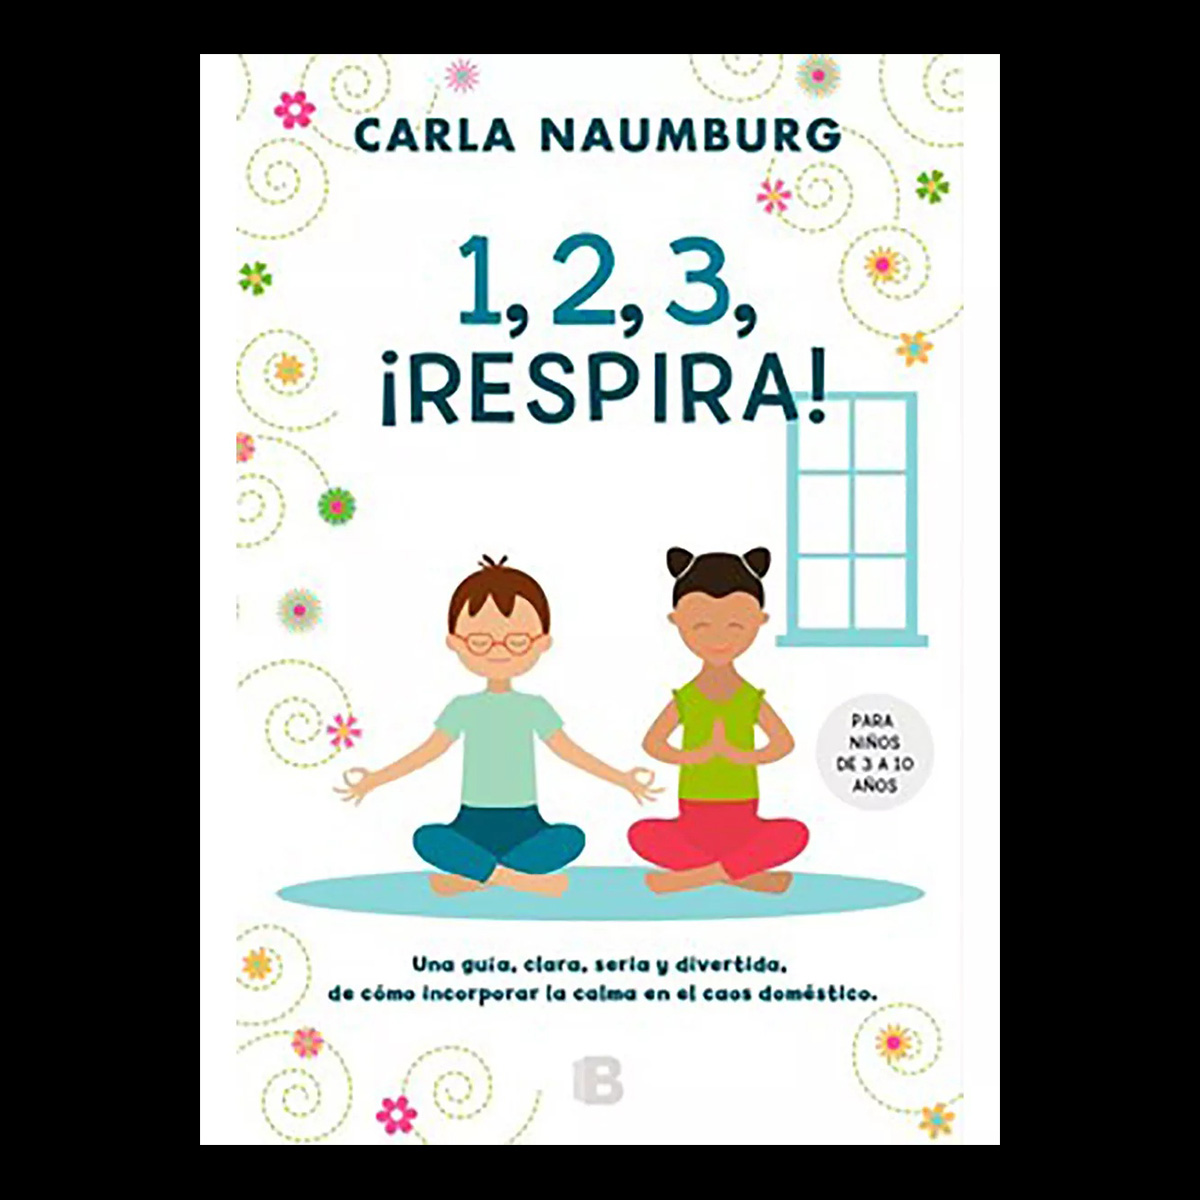 CARLA NAUMBURG
1, 2, 3,
¡RESPIRA!
PARA
NIÑOS
DE 3 A 10
AÑOS
Una guía, clara, seria y divertida,
de cómo incorporar la calma en el caos doméstico.
B